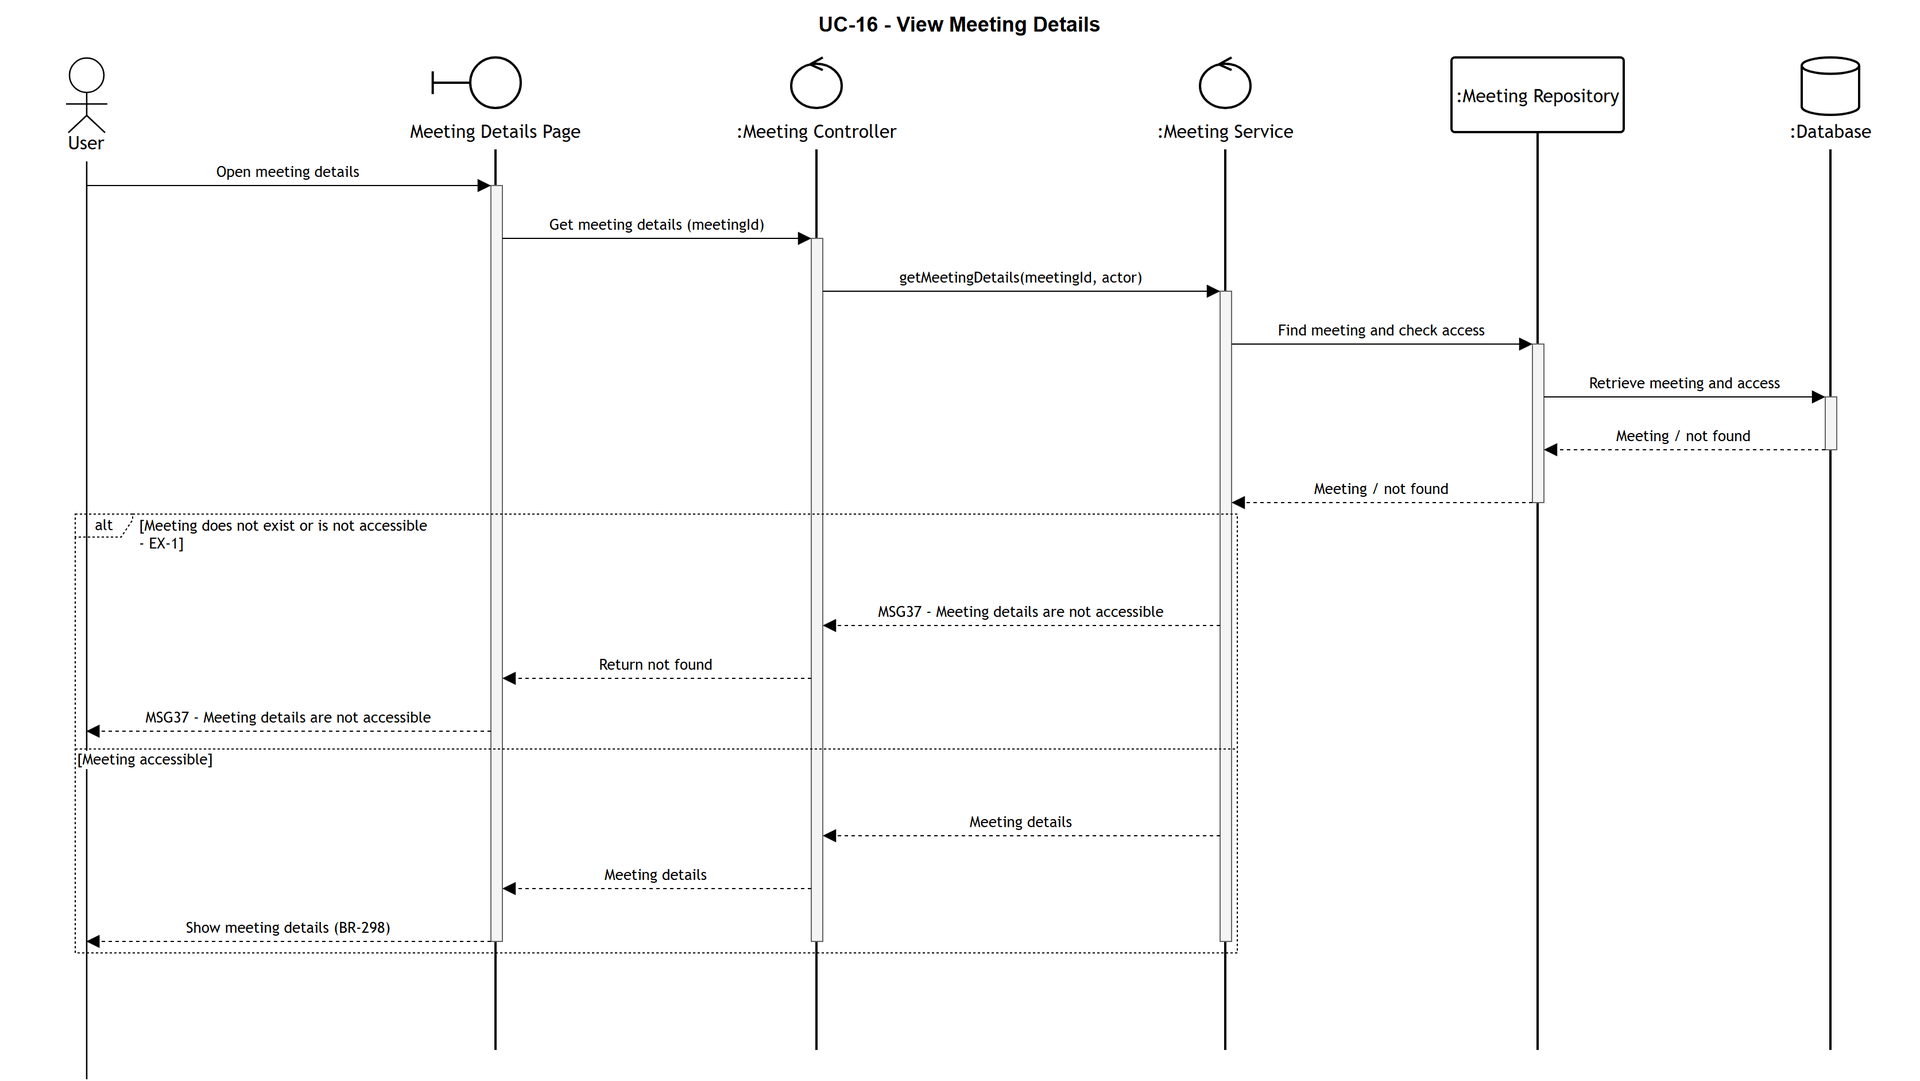 UC-16 - View Meeting Details
User
Meeting Details Page
:Meeting Controller
:Meeting Service
:Meeting Repository
:Database
Open meeting details
Get meeting details (meetingId)
getMeetingDetails(meetingId, actor)
Find meeting and check access
Retrieve meeting and access
Meeting / not found
Meeting / not found
alt
[Meeting does not exist or is not accessible
- EX-1]
MSG37 - Meeting details are not accessible
Return not found
MSG37 - Meeting details are not accessible
[Meeting accessible]
Meeting details
Meeting details
Show meeting details (BR-298)